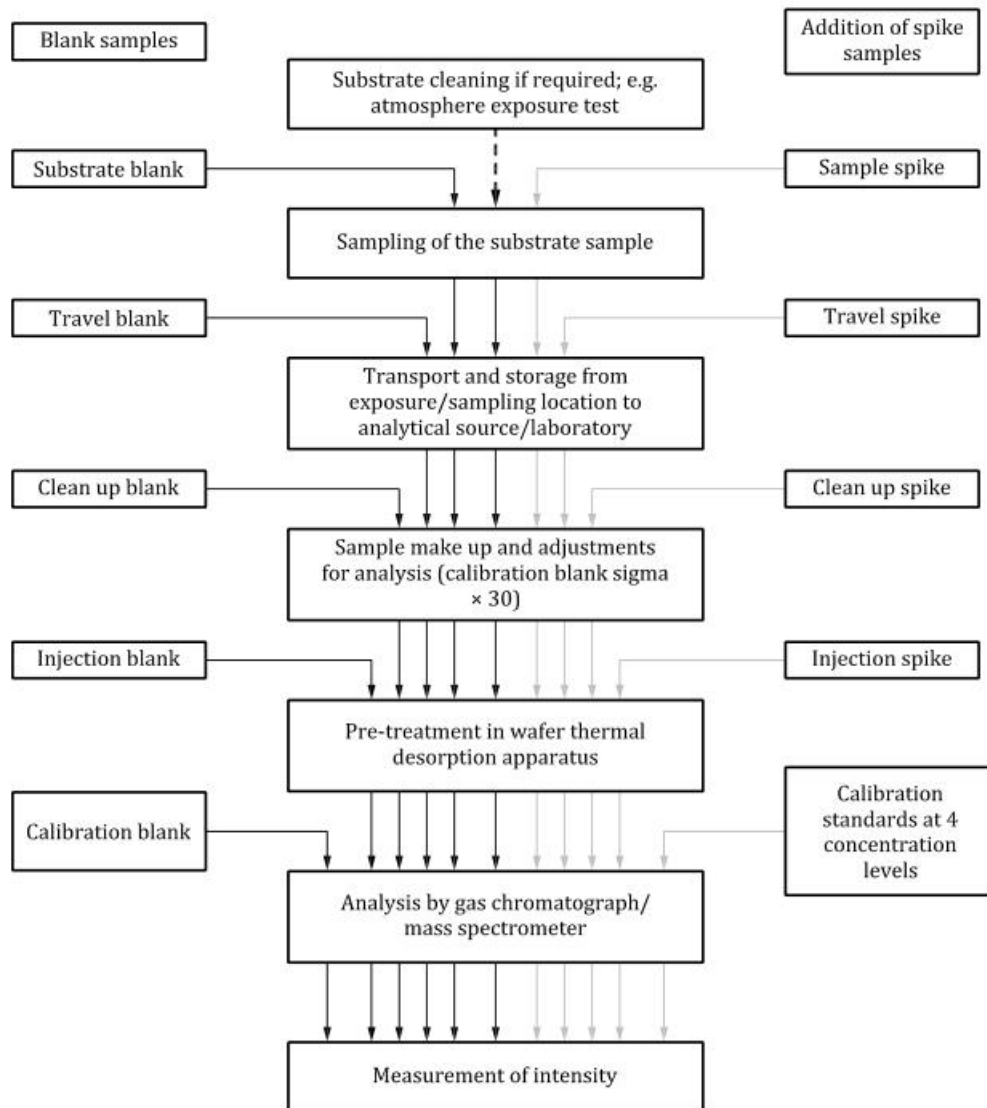 Blank samples
Addition of spike
samples
Substrate cleaning if required; e.g.
atmosphere exposure test
Substrate blank
Sample spike
Sampling of the substrate sample
Travel blank
Travel spike
Transport and storage from
exposure/sampling location to
analytical source/laboratory
Clean up blank
Clean up spike
Sample make up and adjustments
for analysis (calibration blank sigma
× 30)
Injection blank
Injection spike
Pre-treatment in wafer thermal
desorption apparatus
Calibration blank
Calibration
standards at 4
concentration
levels
Analysis by gas chromatograph/
mass spectrometer
Measurement of intensity